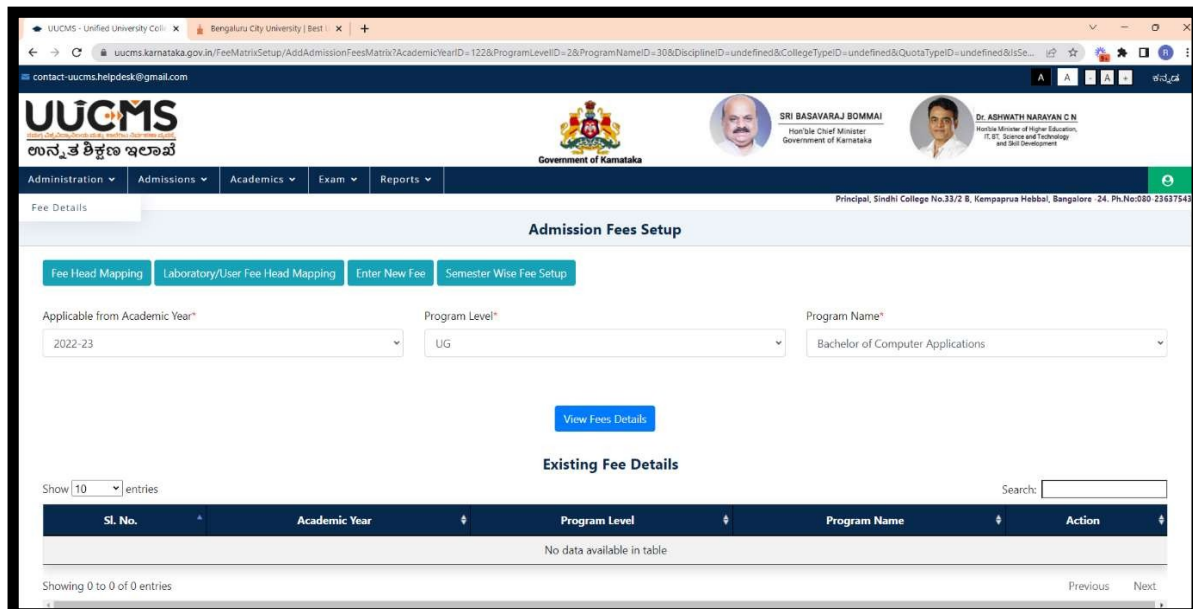 UUCMS - Unified University Coll
Bengaluru City University | Best U
uucms.karnataka.gov.in/FeeMatrixSetup/AddAdmissionFeesMatrix?AcademicYearID=122&ProgramLevelID=2&ProgramNameID=30&DisciplineID=undefined&CollegeTypeID=undefined&QuotaTypeID=undefined&IsSe...
B
contact-uucms.helpdesk@gmail.com
A A - A + ಕನ್ನಡ
UUCMS
ಉನ್ನತ ಶಿಕ್ಷಣ ಇಲಾಖೆ
Government of Karnataka
SRI BASAVARAJ BOMMAI
Hon'ble Chief Minister
Government of Karnataka
Dr. ASHWATH NARAYAN C N
Hon'ble Minister of Higher Education,
IT, BT, Science and Technology
and Skill Development
Administration Admissions Academics Exam Reports
Fee Details
Principal, Sindhi College No.33/2 B, Kempaprua Hebbal, Bangalore -24. Ph.No:080-23637543
Admission Fees Setup
Fee Head Mapping Laboratory/User Fee Head Mapping Enter New Fee Semester Wise Fee Setup
Applicable from Academic Year* Program Level* Program Name*
2022-23 UG Bachelor of Computer Applications
View Fees Details
Existing Fee Details
Show 10 entries Search:
Sl. No. Academic Year Program Level Program Name Action
No data available in table
Showing 0 to 0 of 0 entries Previous Next